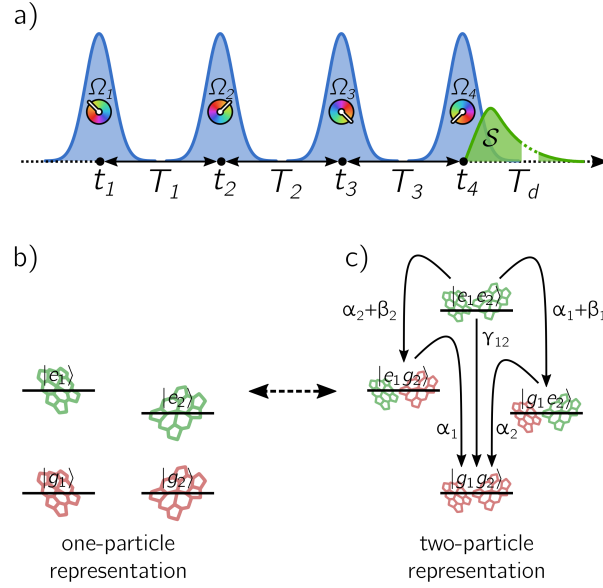 a)
Ω₁ Ω₂ Ω₃ Ω₄
S
t₁ T₁ t₂ T₂ t₃ T₃ t₄ T_d
b) c)
|e₁e₂⟩
α₂+β₂ α₁+β₁
γ₁₂
|e₁⟩ |e₁g₂⟩
|e₂⟩ |g₁e₂⟩
α₁ α₂
|g₁⟩ |g₂⟩ |g₁g₂⟩
one-particle two-particle
representation representation